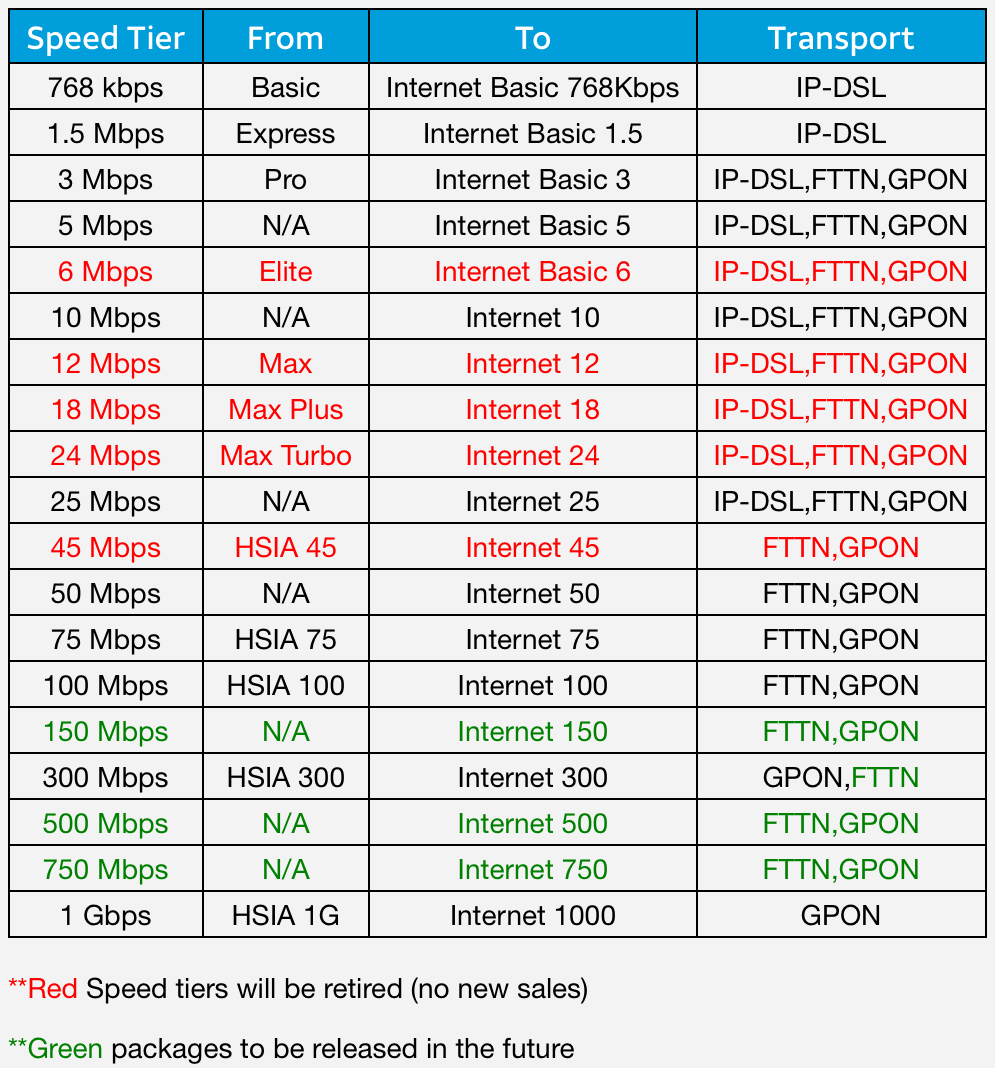 Speed Tier From To Transport
768 kbps Basic Internet Basic 768Kbps IP-DSL
1.5 Mbps Express Internet Basic 1.5 IP-DSL
3 Mbps Pro Internet Basic 3 IP-DSL,FTTN,GPON
5 Mbps N/A Internet Basic 5 IP-DSL,FTTN,GPON
6 Mbps Elite Internet Basic 6 IP-DSL,FTTN,GPON
10 Mbps N/A Internet 10 IP-DSL,FTTN,GPON
12 Mbps Max Internet 12 IP-DSL,FTTN,GPON
18 Mbps Max Plus Internet 18 IP-DSL,FTTN,GPON
24 Mbps Max Turbo Internet 24 IP-DSL,FTTN,GPON
25 Mbps N/A Internet 25 IP-DSL,FTTN,GPON
45 Mbps HSIA 45 Internet 45 FTTN,GPON
50 Mbps N/A Internet 50 FTTN,GPON
75 Mbps HSIA 75 Internet 75 FTTN,GPON
100 Mbps HSIA 100 Internet 100 FTTN,GPON
150 Mbps N/A Internet 150 FTTN,GPON
300 Mbps HSIA 300 Internet 300 GPON,FTTN
500 Mbps N/A Internet 500 FTTN,GPON
750 Mbps N/A Internet 750 FTTN,GPON
1 Gbps HSIA 1G Internet 1000 GPON
**Red Speed tiers will be retired (no new sales)
**Green packages to be released in the future